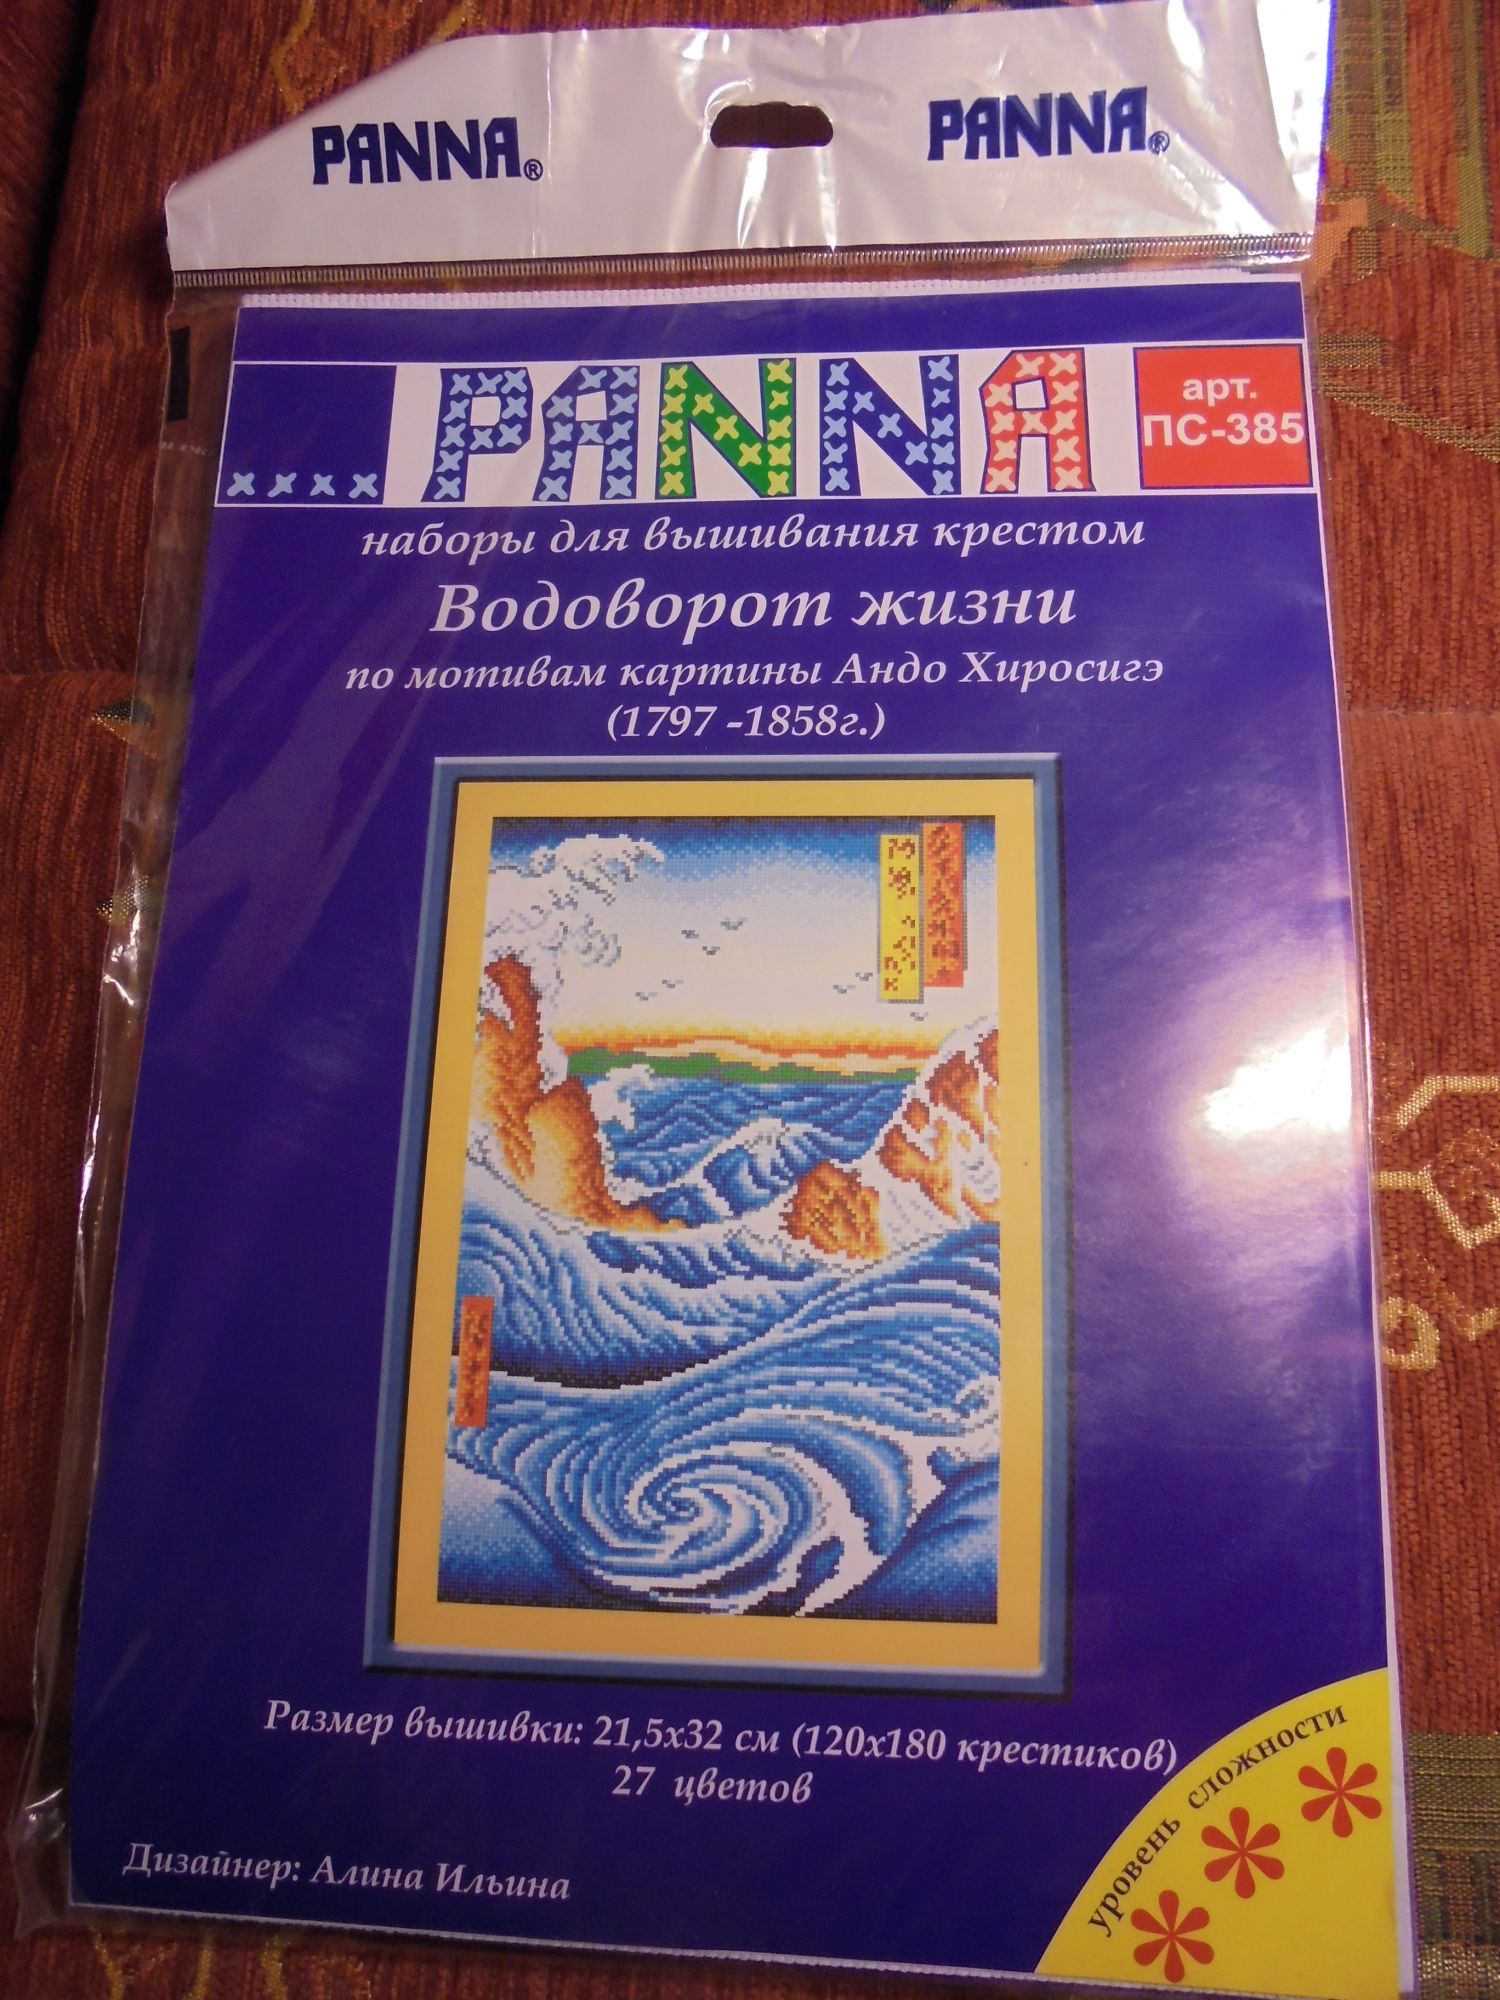 PANNA® PANNA®
PANNA
арт.
ПС-385
наборы для вышивания крестом
Водоворот жизни
по мотивам картины Андо Хиросигэ
(1797 -1858г.)
Размер вышивки: 21,5х32 см (120х180 крестиков)
27 цветов
Дизайнер: Алина Ильина
уровень сложности